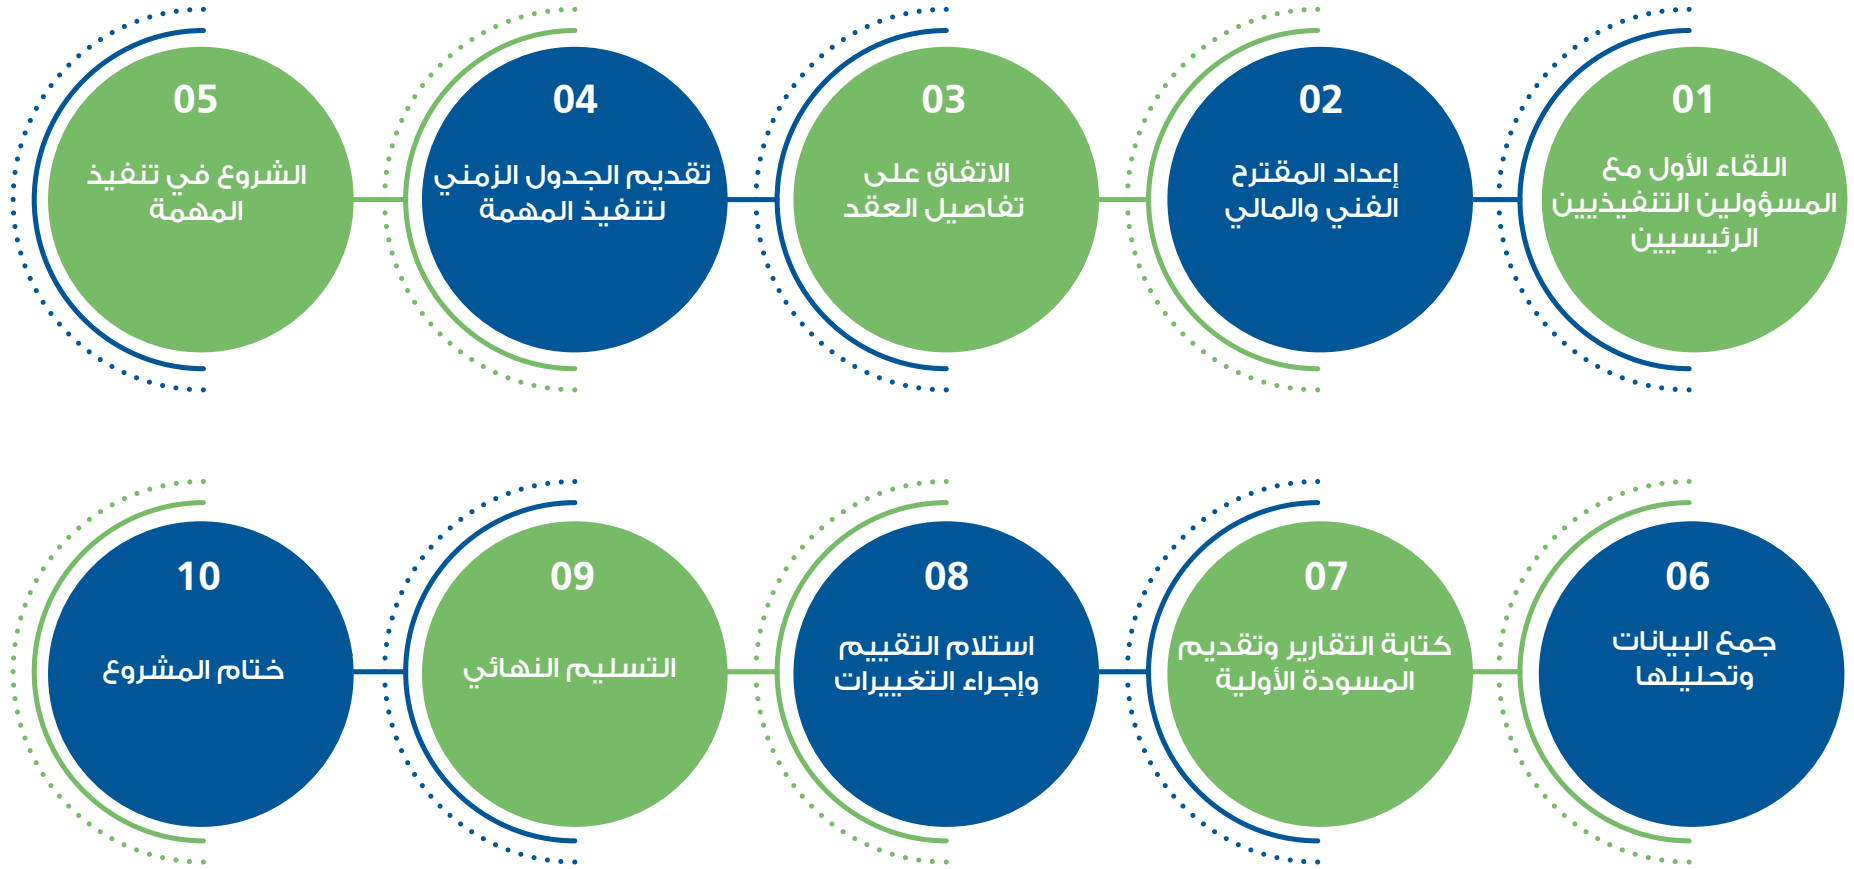 01
اللقاء الأول مع
المسؤولين التنفيذيين
الرئيسيين
02
إعداد المقترح
الفني والمالي
03
الاتفاق على
تفاصيل العقد
04
تقديم الجدول الزمني
لتنفيذ المهمة
05
الشروع في تنفيذ
المهمة
06
جمع البيانات
وتحليلها
07
كتابة التقارير وتقديم
المسودة الأولية
08
استلام التقييم
وإجراء التغييرات
09
التسليم النهائي
10
ختام المشروع